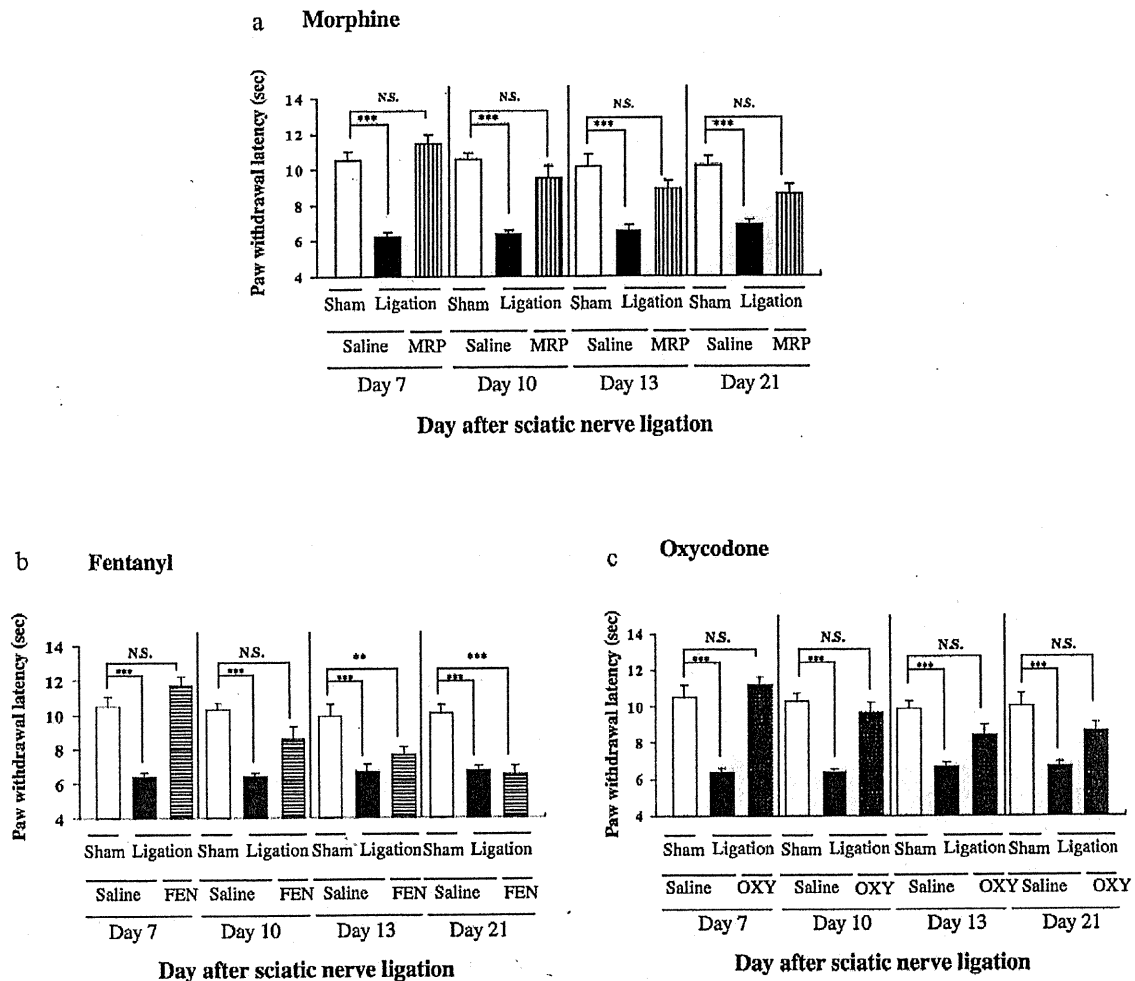 a Morphine
Paw withdrawal latency (sec)
14
12
10
8
6
4
N.S. N.S. N.S. N.S.
*** *** *** ***
Sham Ligation Sham Ligation Sham Ligation Sham Ligation
Saline MRP Saline MRP Saline MRP Saline MRP
Day 7 Day 10 Day 13 Day 21
Day after sciatic nerve ligation
b Fentanyl
Paw withdrawal latency (sec)
14
12
10
8
6
4
N.S. N.S. ** ***
*** *** *** ***
Sham Ligation Sham Ligation Sham Ligation Sham Ligation
Saline FEN Saline FEN Saline FEN Saline FEN
Day 7 Day 10 Day 13 Day 21
Day after sciatic nerve ligation
c Oxycodone
Paw withdrawal latency (sec)
14
12
10
8
6
4
N.S. N.S. N.S. N.S.
*** *** *** ***
Sham Ligation Sham Ligation Sham Ligation Sham Ligation
Saline OXY Saline OXY Saline OXY Saline OXY
Day 7 Day 10 Day 13 Day 21
Day after sciatic nerve ligation